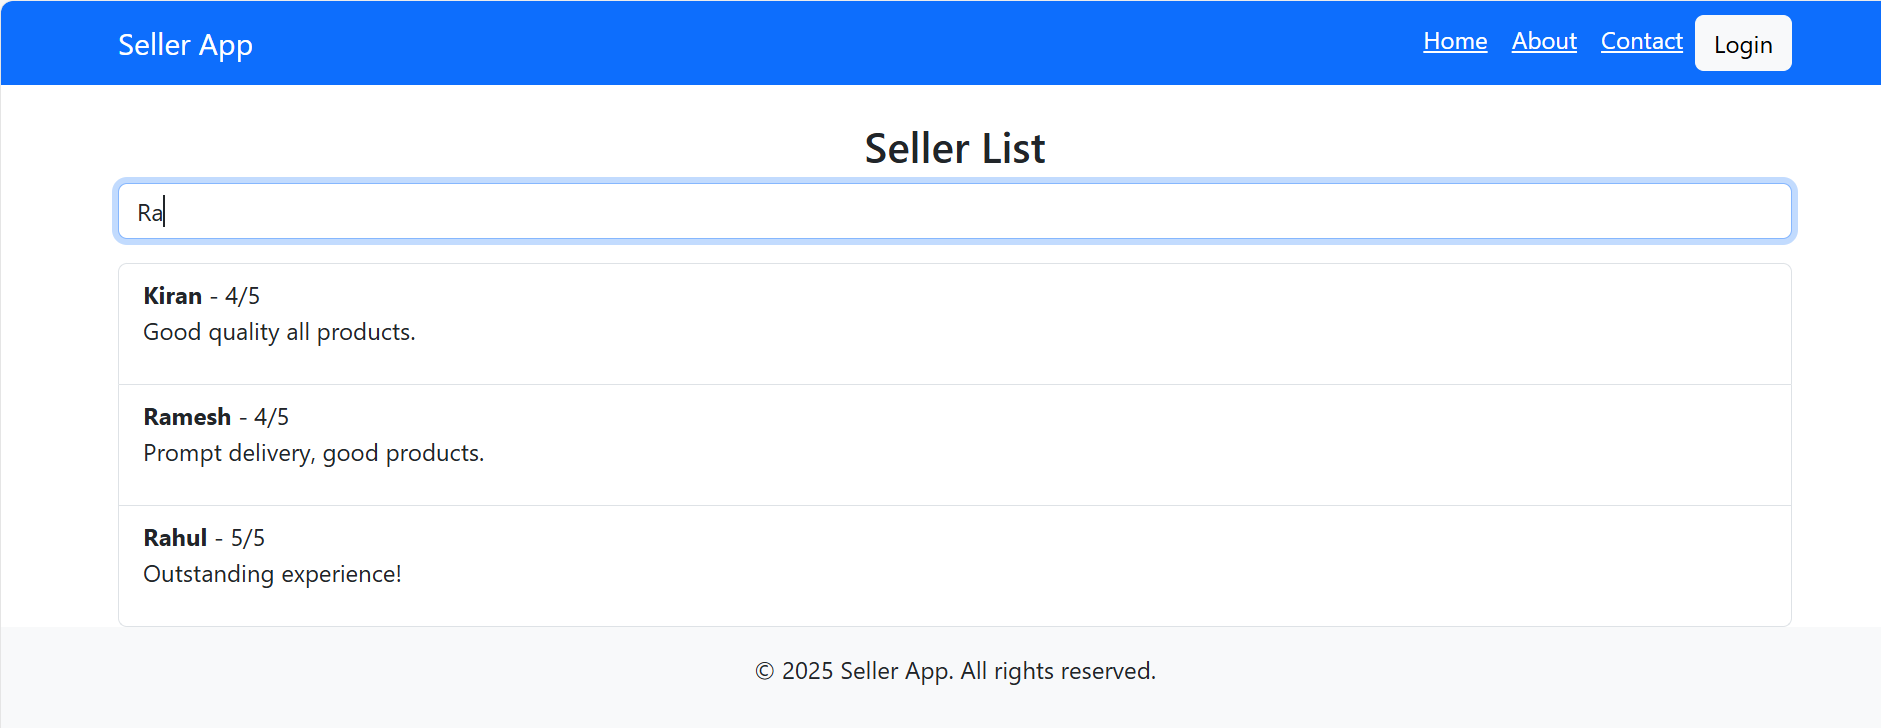 Seller App
Home About Contact Login
Seller List
Ra
Kiran - 4/5
Good quality all products.
Ramesh - 4/5
Prompt delivery, good products.
Rahul - 5/5
Outstanding experience!
© 2025 Seller App. All rights reserved.